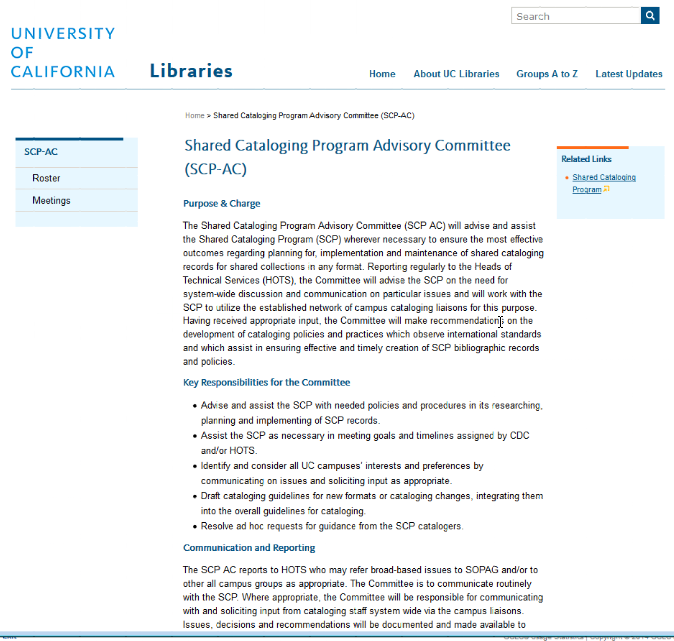 Search
UNIVERSITY
OF
CALIFORNIA
Libraries
Home About UC Libraries Groups A to Z Latest Updates
Home > Shared Cataloging Program Advisory Committee (SCP-AC)
SCP-AC
Roster
Meetings
Shared Cataloging Program Advisory Committee
(SCP-AC)
Related Links
Shared Cataloging
Program
Purpose & Charge
The Shared Cataloging Program Advisory Committee (SCP AC) will advise and assist
the Shared Cataloging Program (SCP) wherever necessary to ensure the most effective
outcomes regarding planning for, implementation and maintenance of shared cataloging
records for shared collections in any format. Reporting regularly to the Heads of
Technical Services (HOTS), the Committee will advise the SCP on the need for
system-wide discussion and communication on particular issues and will work with the
SCP to utilize the established network of campus cataloging liaisons for this purpose.
Having received appropriate input, the Committee will make recommendations on the
development of cataloging policies and practices which observe international standards
and which assist in ensuring effective and timely creation of SCP bibliographic records
and policies.
Key Responsibilities for the Committee
• Advise and assist the SCP with needed policies and procedures in its researching,
planning and implementing of SCP records.
• Assist the SCP as necessary in meeting goals and timelines assigned by CDC
and/or HOTS.
• Identify and consider all UC campuses' interests and preferences by
communicating on issues and soliciting input as appropriate.
• Draft cataloging guidelines for new formats or cataloging changes, integrating them
into the overall guidelines for cataloging.
• Resolve ad hoc requests for guidance from the SCP catalogers.
Communication and Reporting
The SCP AC reports to HOTS who may refer broad-based issues to SOPAG and/or to
other all campus groups as appropriate. The Committee is to communicate routinely
with the SCP. Where appropriate, the Committee will be responsible for communicating
with and soliciting input from cataloging staff system wide via the campus liaisons.
Issues, decisions and recommendations will be documented and made available to